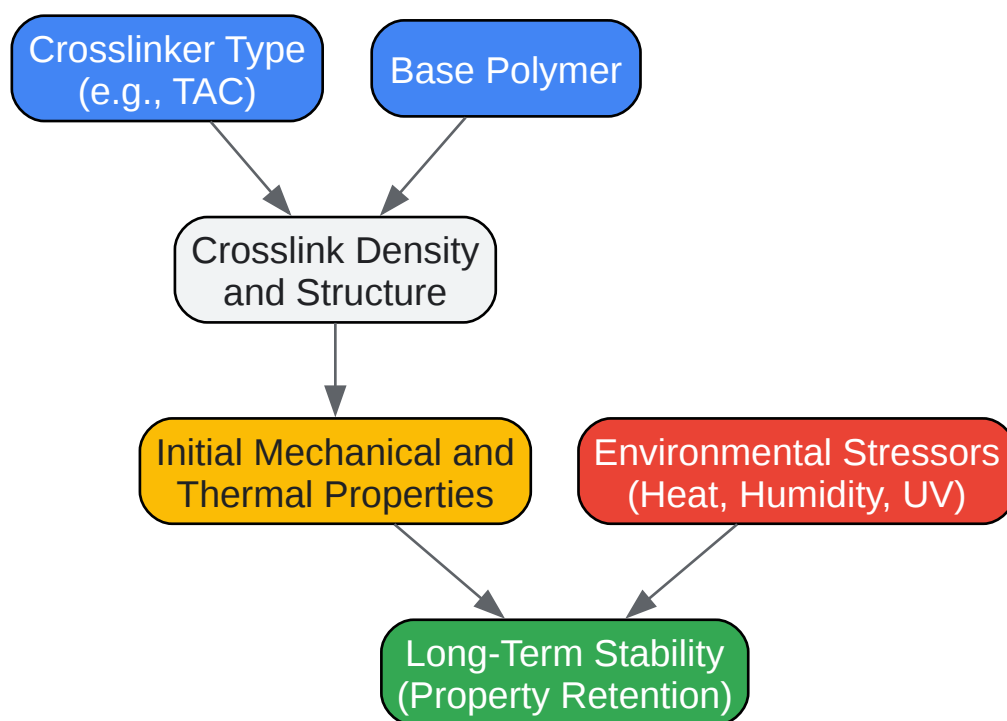 Crosslinker Type
(e.g., TAC)
Base Polymer
Crosslink Density
and Structure
Initial Mechanical and
Thermal Properties
Environmental Stressors
(Heat, Humidity, UV)
Long-Term Stability
(Property Retention)